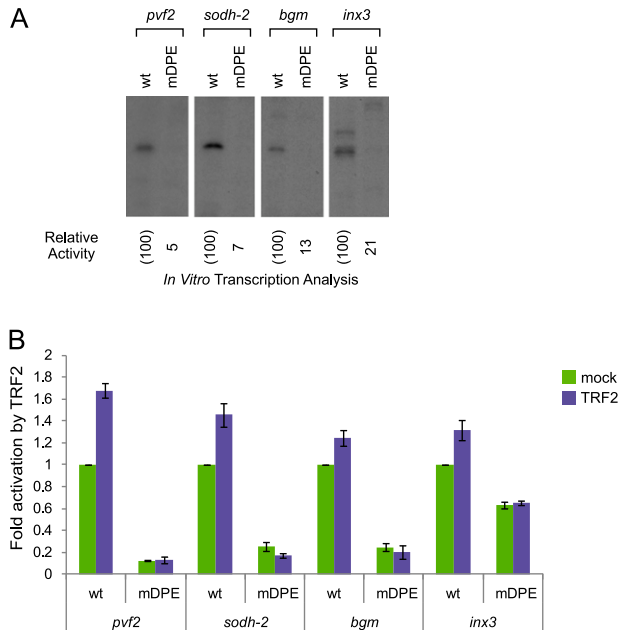 A
pvf2 sodh-2 bgm inx3
wt mDPE wt mDPE wt mDPE wt mDPE
Relative Activity (100) 5 (100) 7 (100) 13 (100) 21
In Vitro Transcription Analysis
B
Fold activation by TRF2
2
1.8
1.6
1.4
1.2
1
0.8
0.6
0.4
0.2
0
mock
TRF2
wt mDPE wt mDPE wt mDPE wt mDPE
pvf2 sodh-2 bgm inx3